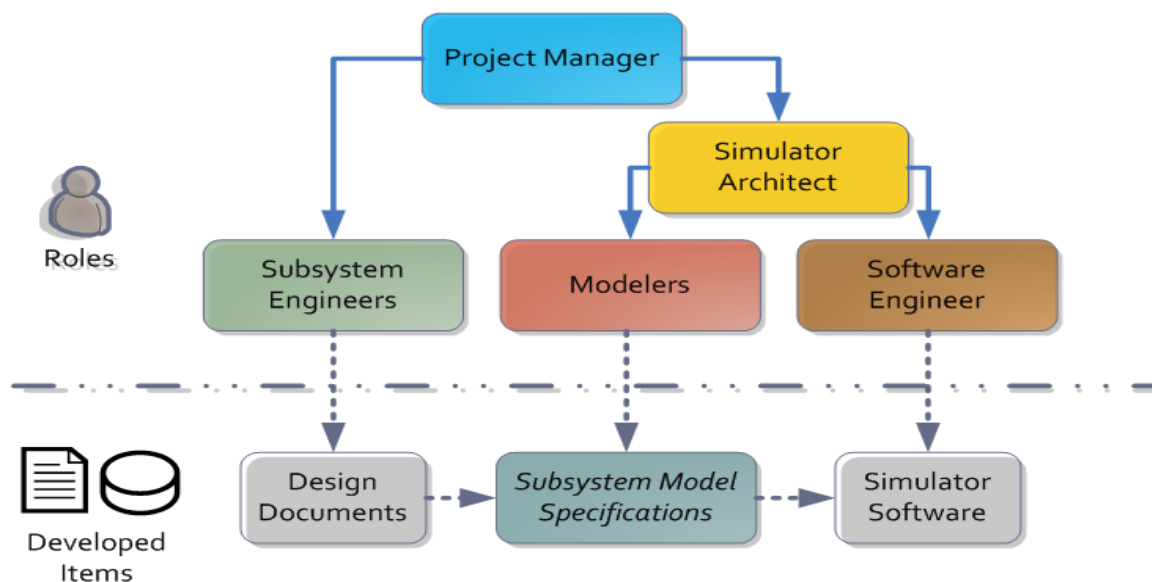 Project Manager
Simulator
Architect
Roles
Subsystem
Engineers
Modelers
Software
Engineer
Developed
Items
Design
Documents
Subsystem Model
Specifications
Simulator
Software